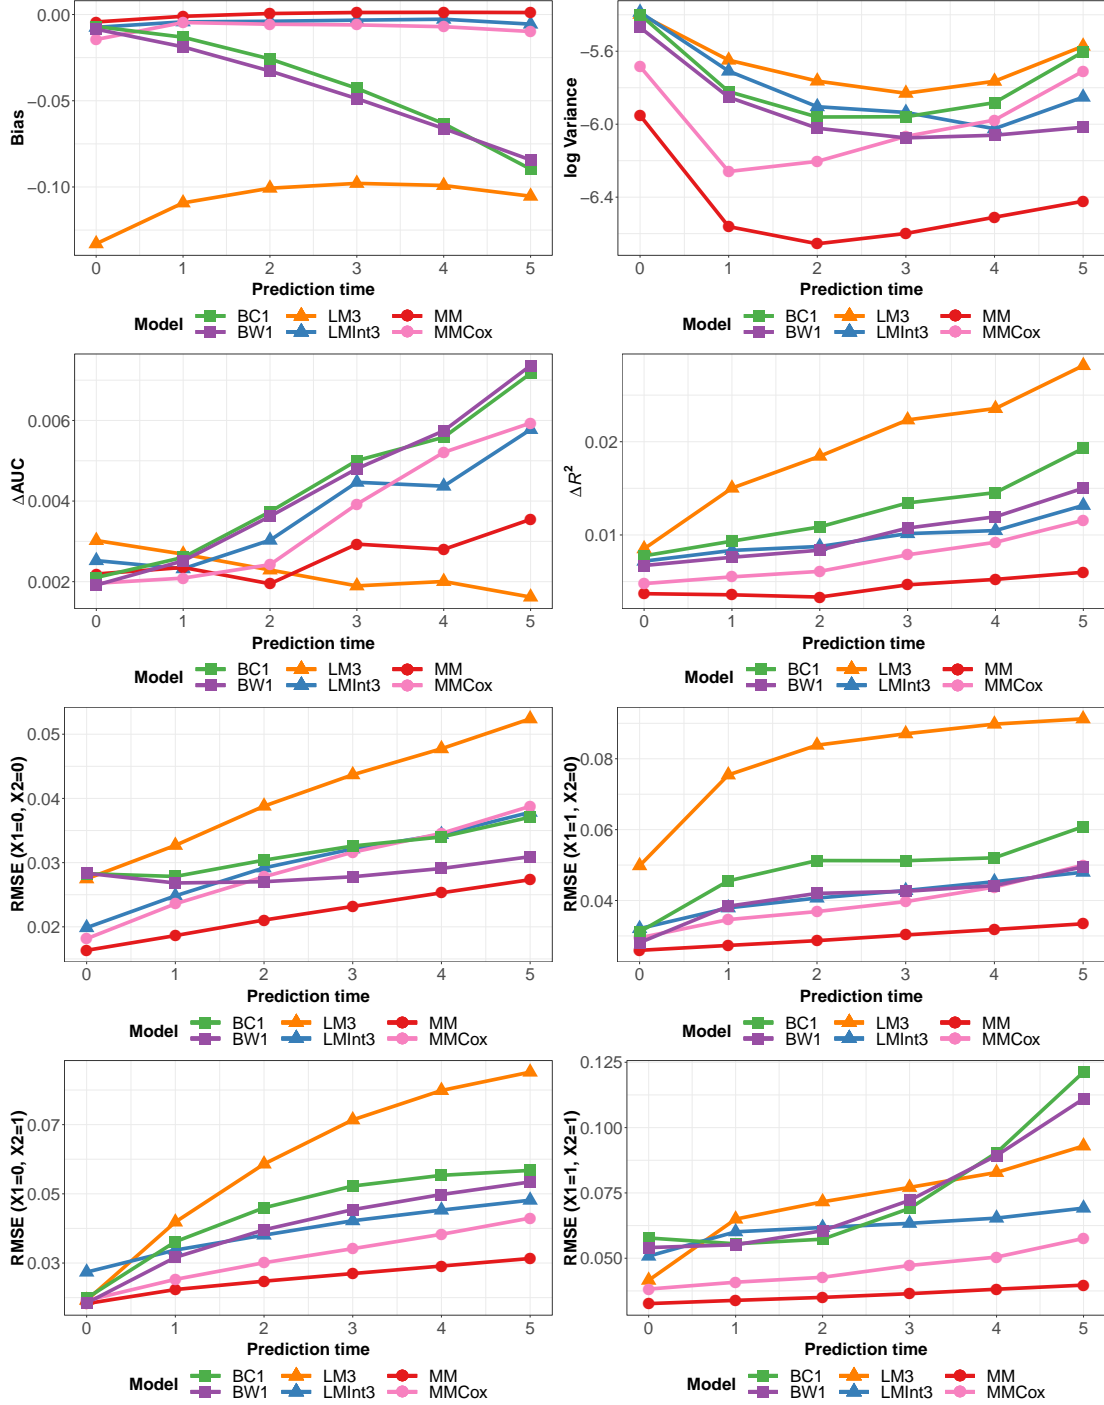 0.00
−0.05
−0.10
Bias
0 1 2 3 4 5
Prediction time
Model BC1 LM3 MM
BW1 LMInt3 MMCox
−5.6
−6.0
−6.4
log Variance
0 1 2 3 4 5
Prediction time
Model BC1 LM3 MM
BW1 LMInt3 MMCox
0.006
0.004
0.002
ΔAUC
0 1 2 3 4 5
Prediction time
Model BC1 LM3 MM
BW1 LMInt3 MMCox
0.02
0.01
ΔR²
0 1 2 3 4 5
Prediction time
Model BC1 LM3 MM
BW1 LMInt3 MMCox
0.05
0.04
0.03
0.02
RMSE (X1=0, X2=0)
0 1 2 3 4 5
Prediction time
Model BC1 LM3 MM
BW1 LMInt3 MMCox
0.08
0.06
0.04
RMSE (X1=1, X2=0)
0 1 2 3 4 5
Prediction time
Model BC1 LM3 MM
BW1 LMInt3 MMCox
0.07
0.05
0.03
RMSE (X1=0, X2=1)
0 1 2 3 4 5
Prediction time
Model BC1 LM3 MM
BW1 LMInt3 MMCox
0.125
0.100
0.075
0.050
RMSE (X1=1, X2=1)
0 1 2 3 4 5
Prediction time
Model BC1 LM3 MM
BW1 LMInt3 MMCox